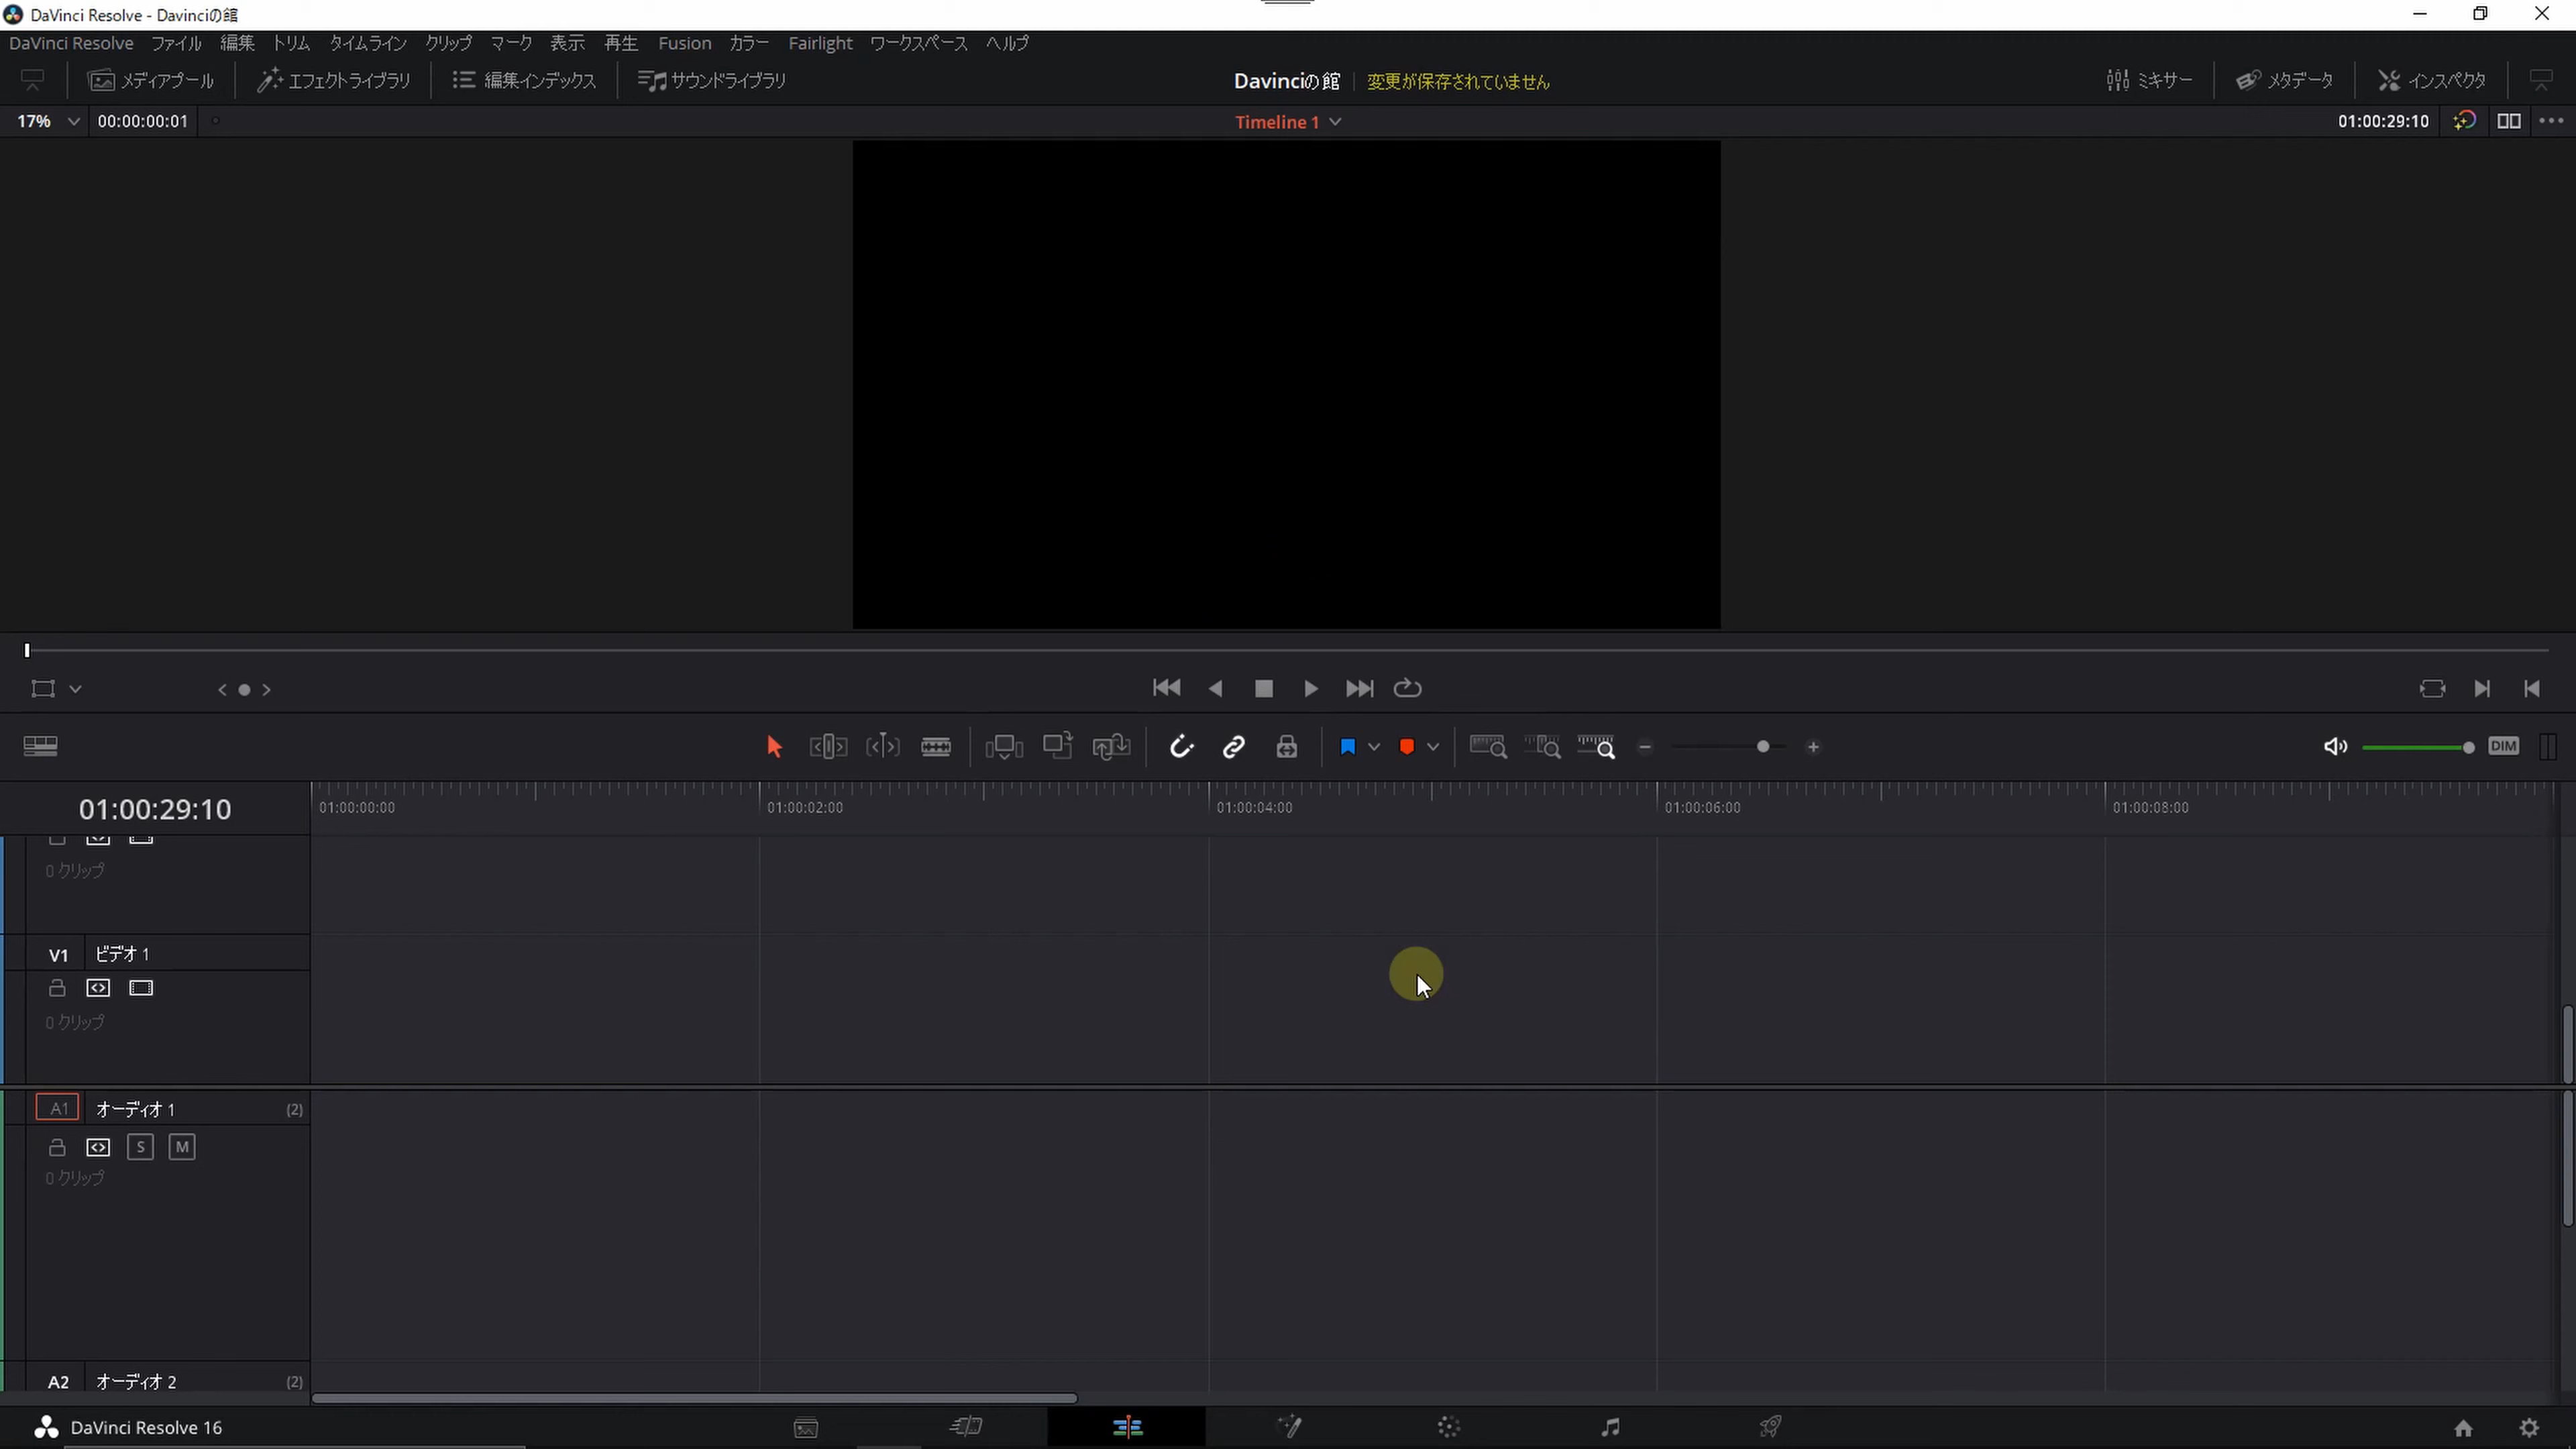 DaVinci Resolve - Davinciの館
DaVinci Resolve ファイル 編集 トリム タイムライン クリップ マーク 表示 再生 Fusion カラー Fairlight ワークスペース ヘルプ
メディアプール エフェクトライブラリ 編集インデックス サウンドライブラリ Davinciの館 変更が保存されていません ミキサー メタデータ インスペクタ
17% 00:00:00:01 Timeline 1 01:00:29:10
DIM
01:00:29:10 01:00:00:00 01:00:02:00 01:00:04:00 01:00:06:00 01:00:08:00
0 クリップ
V1 ビデオ 1
0 クリップ
A1 オーディオ 1 (2)
S M
0 クリップ
A2 オーディオ 2 (2)
DaVinci Resolve 16